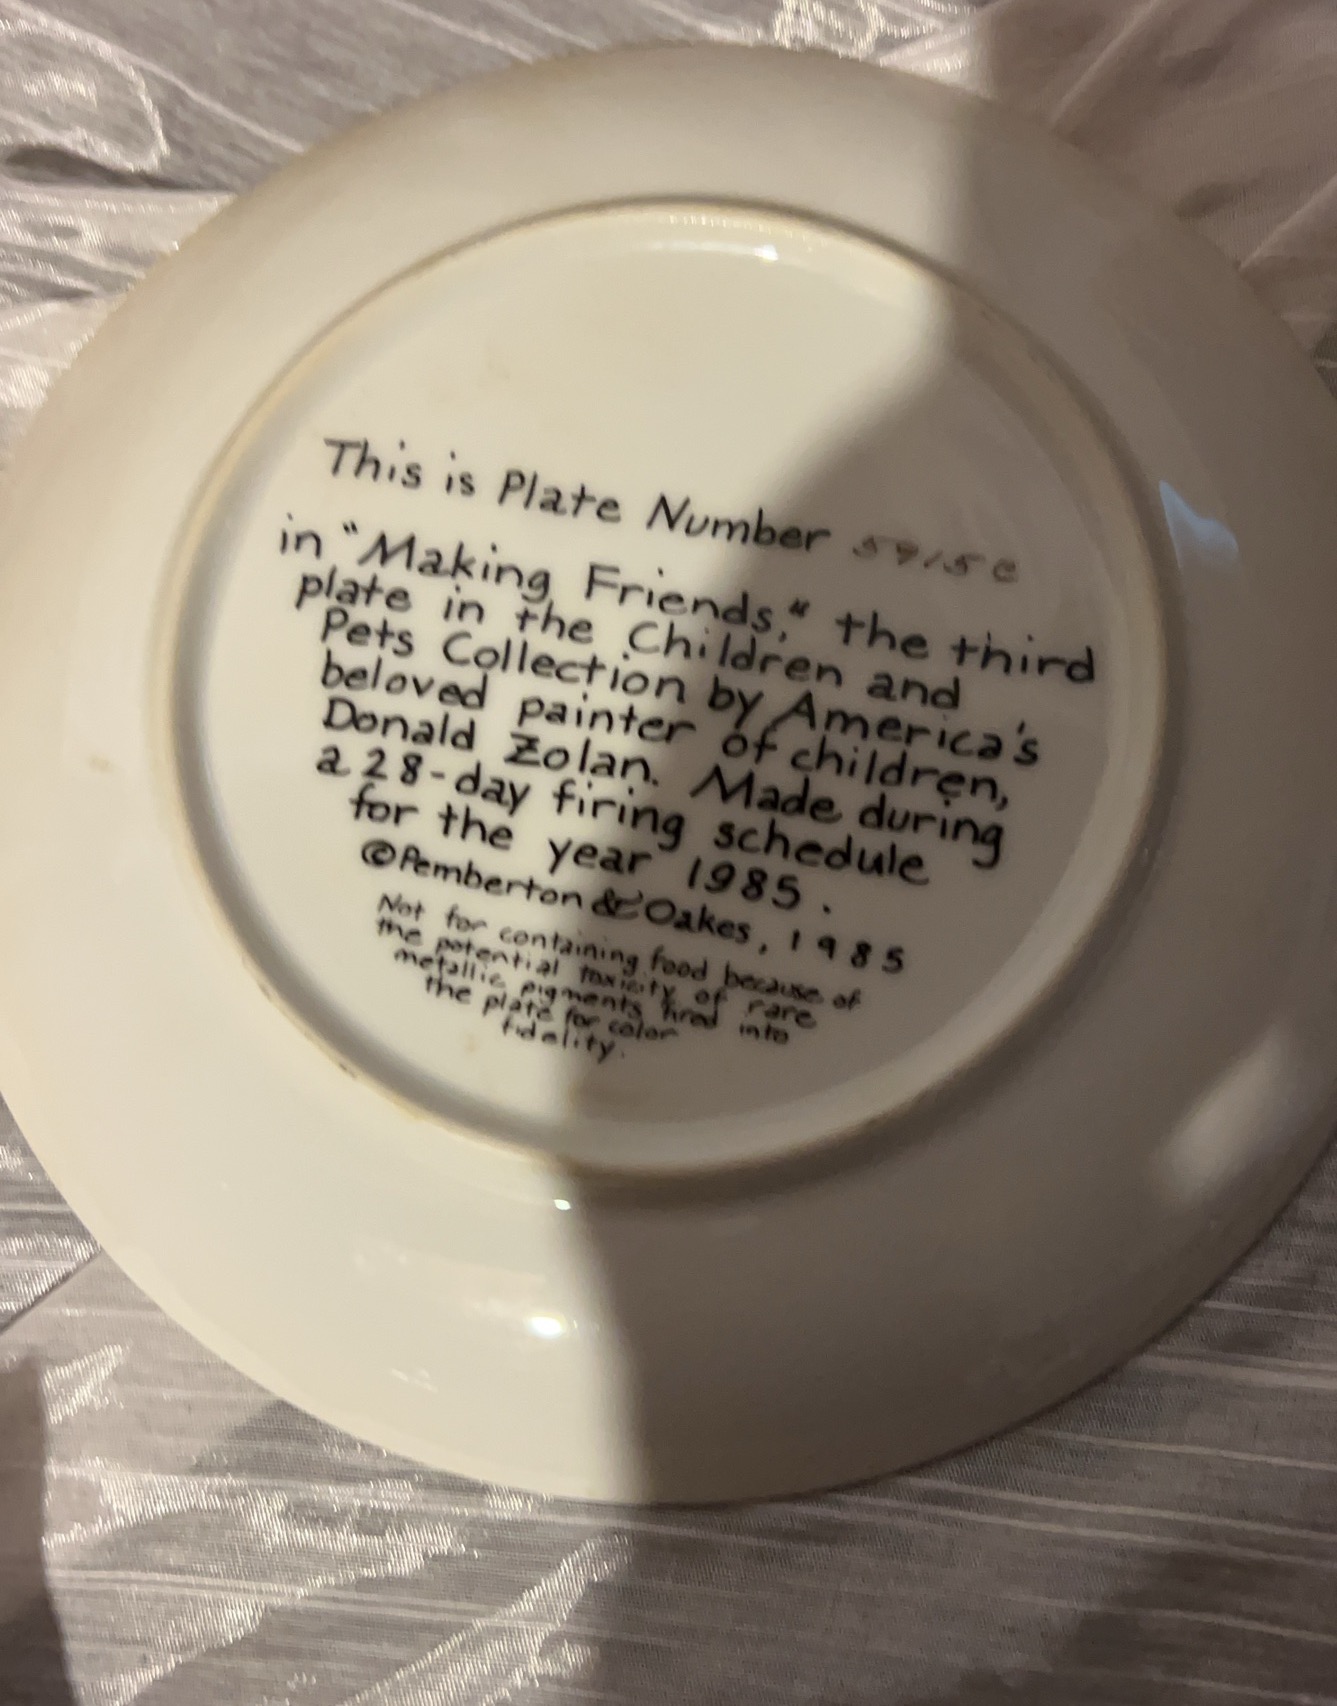 This is Plate Number
in "Making Friends," the third
plate in the Children and
Pets Collection by America's
beloved painter of children,
Donald Zolan. Made during
a 28-day firing schedule
for the year 1985.
©Pemberton & Oakes, 1985
Not for containing food because of
the potential toxicity of rare
metallic pigments fired into
the plate for color
fidelity.